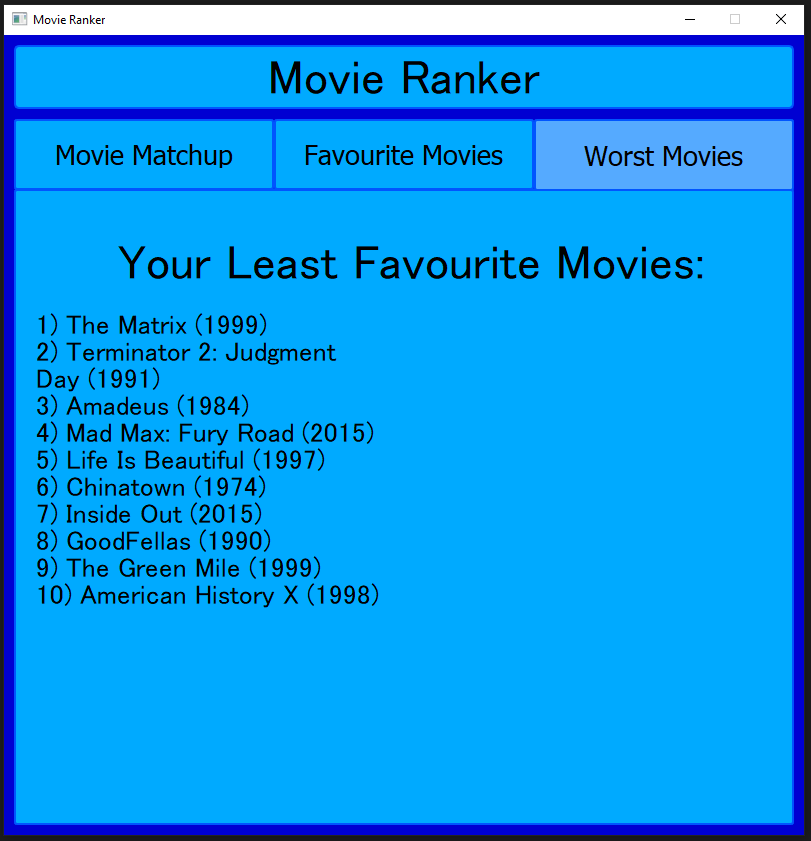 Movie Ranker
Movie Ranker
Movie Matchup
Favourite Movies
Worst Movies
Your Least Favourite Movies:
1) The Matrix (1999)
2) Terminator 2: Judgment
Day (1991)
3) Amadeus (1984)
4) Mad Max: Fury Road (2015)
5) Life Is Beautiful (1997)
6) Chinatown (1974)
7) Inside Out (2015)
8) GoodFellas (1990)
9) The Green Mile (1999)
10) American History X (1998)